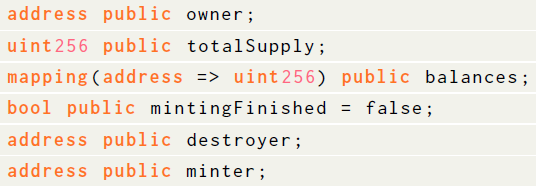 address public owner;
uint256 public totalSupply;
mapping(address => uint256) public balances;
bool public mintingFinished = false;
address public destroyer;
address public minter;